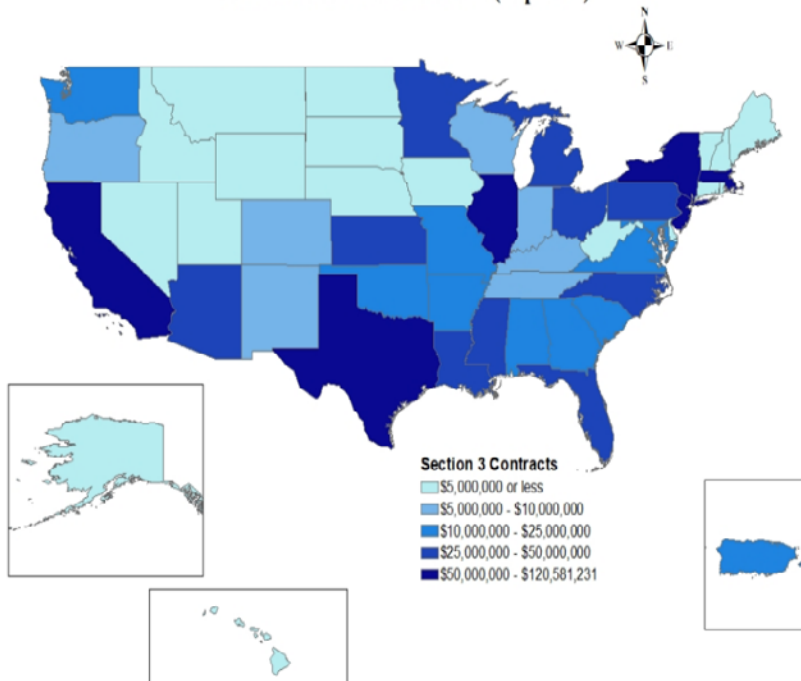 N
W E
S
Section 3 Contracts
$5,000,000 or less
$5,000,000 - $10,000,000
$10,000,000 - $25,000,000
$25,000,000 - $50,000,000
$50,000,000 - $120,581,231